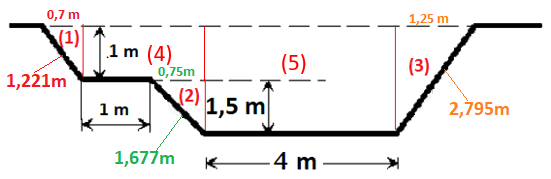 0,7 m
1,25 m
(1)
1 m
(4)
(5)
(3)
0,75m
1,221m
(2)
1 m
1,5 m
2,795m
1,677m
4 m